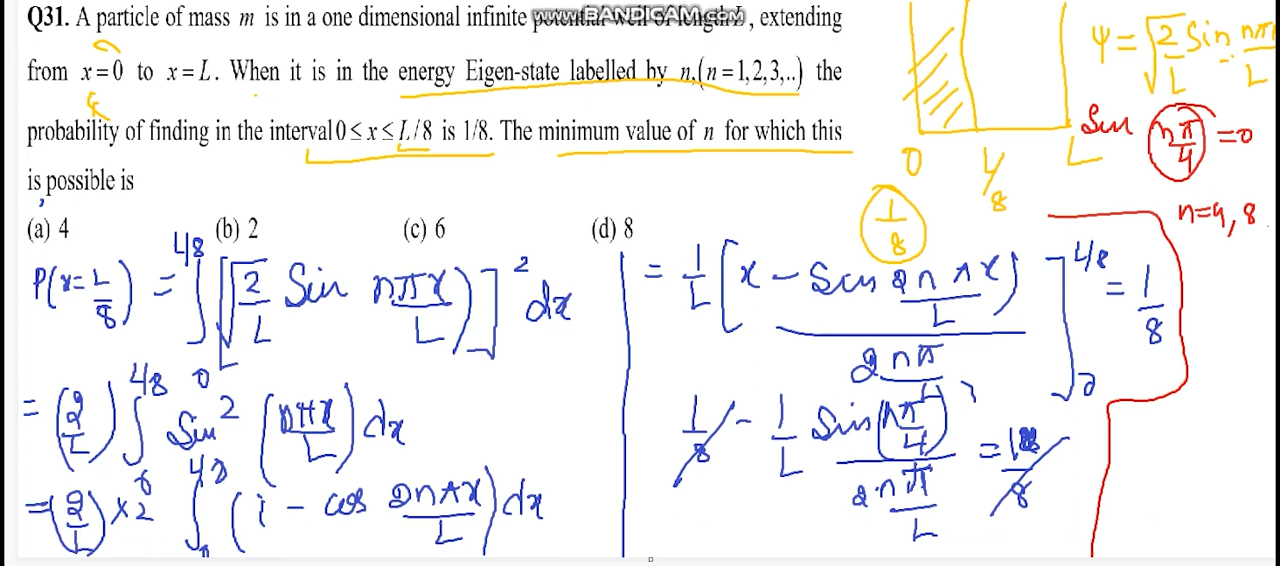 Q31. A particle of mass m is in a one dimensional infinite potential well of length L, extending
www.BANDICAM.com
from x = 0 to x = L. When it is in the energy Eigen-state labelled by n, (n = 1, 2, 3, ..) the
probability of finding in the interval 0 ≤ x ≤ L/8 is 1/8. The minimum value of n for which this
is possible is
(a) 4 (b) 2 (c) 6 (d) 8
ψ = √(2/L) Sin nπx/L
0 L/8 L
1/8
Sin (nπ/4) = 0
n=4, 8
P(x = L/8) = ∫₀^{L/8} [√(2/L) Sin nπx/L)]² dx
= (2/L) ∫₀^{L/8} Sin² (nπx/L) dx
= (2/L) × 2 ∫₀^{L/8} (1 - cos 2nπx/L) dx
= 1/L [x - Sin 2nπx/L) / 2nπ/L]₀^{L/8} = 1/8
1/8 - 1/L Sin (nπ/4) / 2nπ/L = 1/8